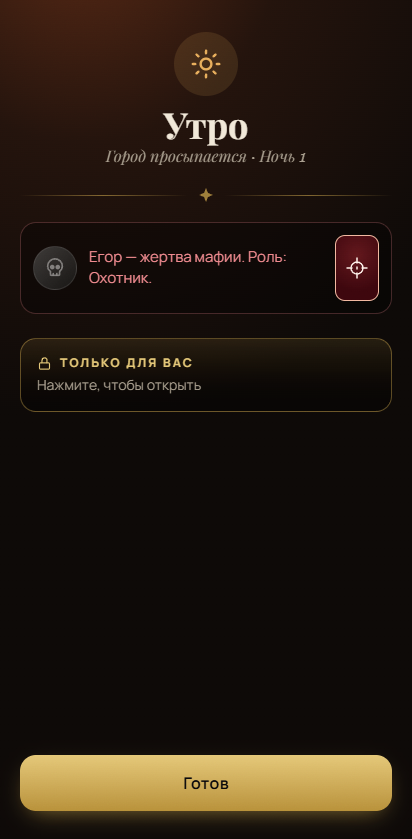 Утро
Город просыпается · Ночь 1
Егор — жертва мафии. Роль:
Охотник.
ТОЛЬКО ДЛЯ ВАС
Нажмите, чтобы открыть
Готов